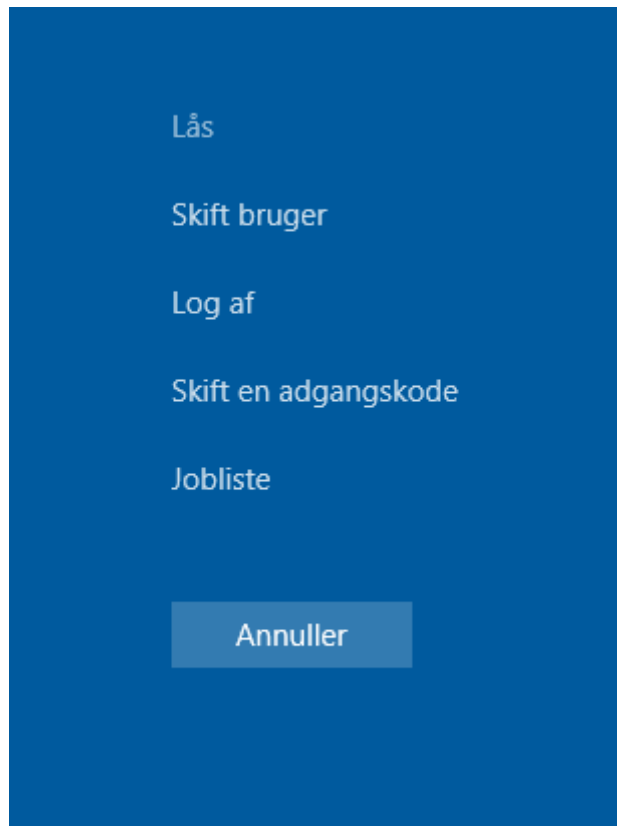 Lås
Skift bruger
Log af
Skift en adgangskode
Jobliste
Annuller